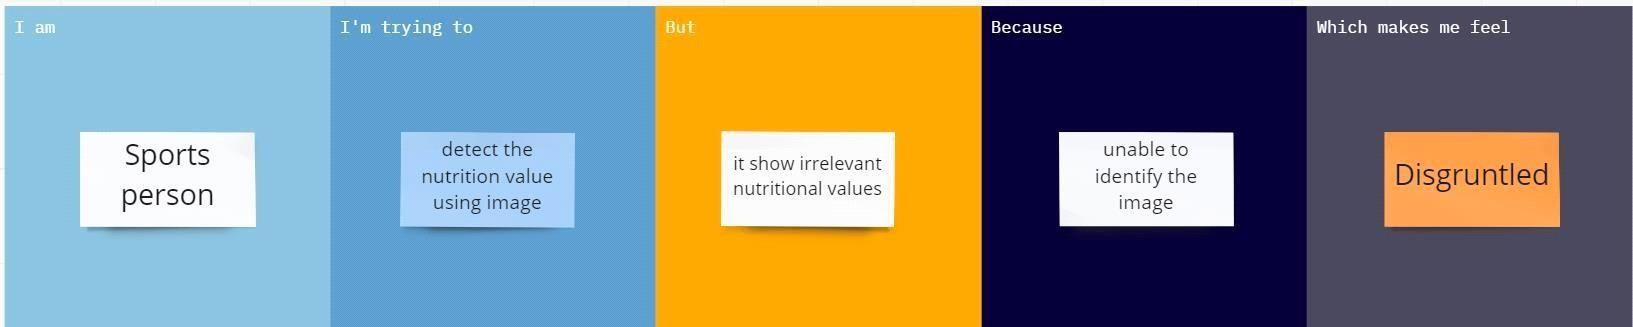 I am
I'm trying to
But
Because
Which makes me feel
Sports
person
detect the
nutrition value
using image
it show irrelevant
nutritional values
unable to
identify the
image
Disgruntled